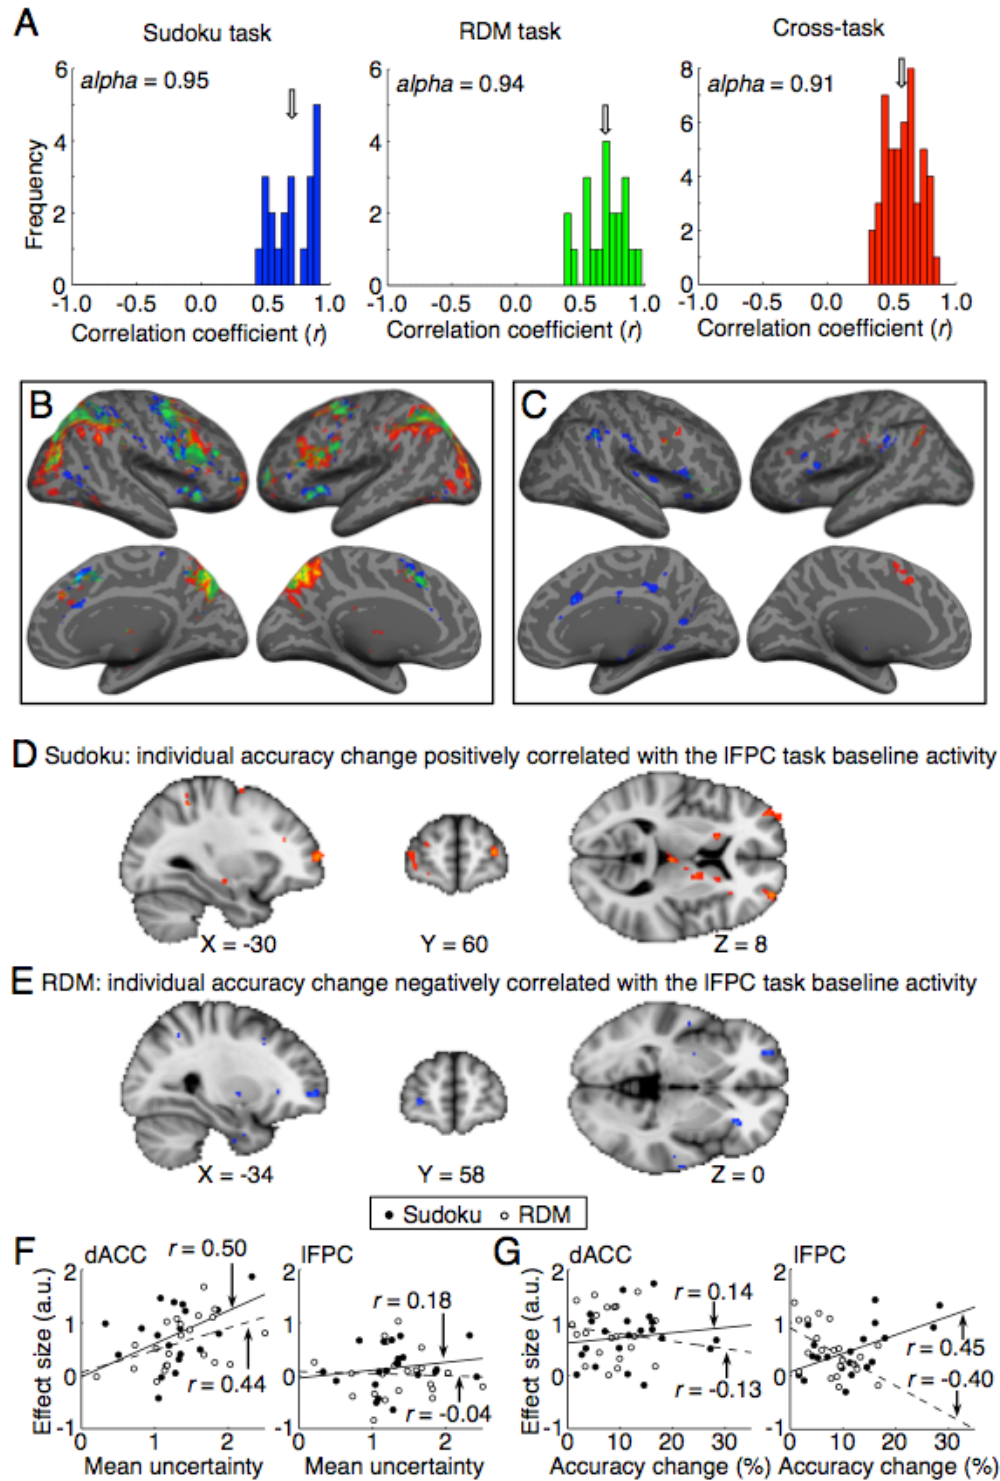 A
Sudoku task
RDM task
Cross-task
alpha = 0.95
alpha = 0.94
alpha = 0.91
Frequency
6
4
2
0
6
4
2
0
8
6
4
2
0
-1.0 -0.5 0.0 0.5 1.0
-1.0 -0.5 0.0 0.5 1.0
-1.0 -0.5 0.0 0.5 1.0
Correlation coefficient (r)
Correlation coefficient (r)
Correlation coefficient (r)
B
C
D Sudoku: individual accuracy change positively correlated with the lFPC task baseline activity
X = -30
Y = 60
Z = 8
E RDM: individual accuracy change negatively correlated with the lFPC task baseline activity
X = -34
Y = 58
Z = 0
Sudoku RDM
F
dACC
r = 0.50
r = 0.44
Effect size (a.u.)
2
1
0
-1
0 1 2
Mean uncertainty
lFPC
r = 0.18
r = -0.04
2
1
0
-1
0 1 2
Mean uncertainty
G
dACC
r = 0.14
r = -0.13
Effect size (a.u.)
2
1
0
-1
0 10 20 30
Accuracy change (%)
lFPC
r = 0.45
r = -0.40
2
1
0
-1
0 10 20 30
Accuracy change (%)